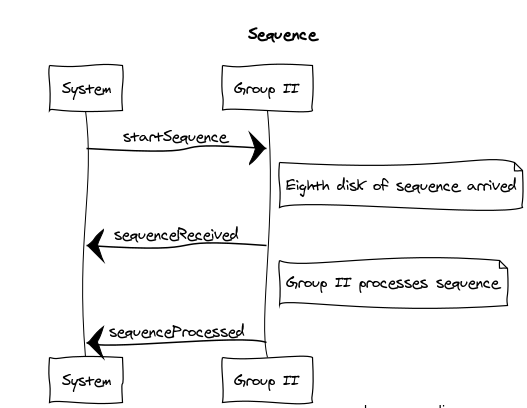 Sequence
System
Group II
startSequence
Eighth disk of sequence arrived
sequenceReceived
Group II processes sequence
sequenceProcessed
System
Group II